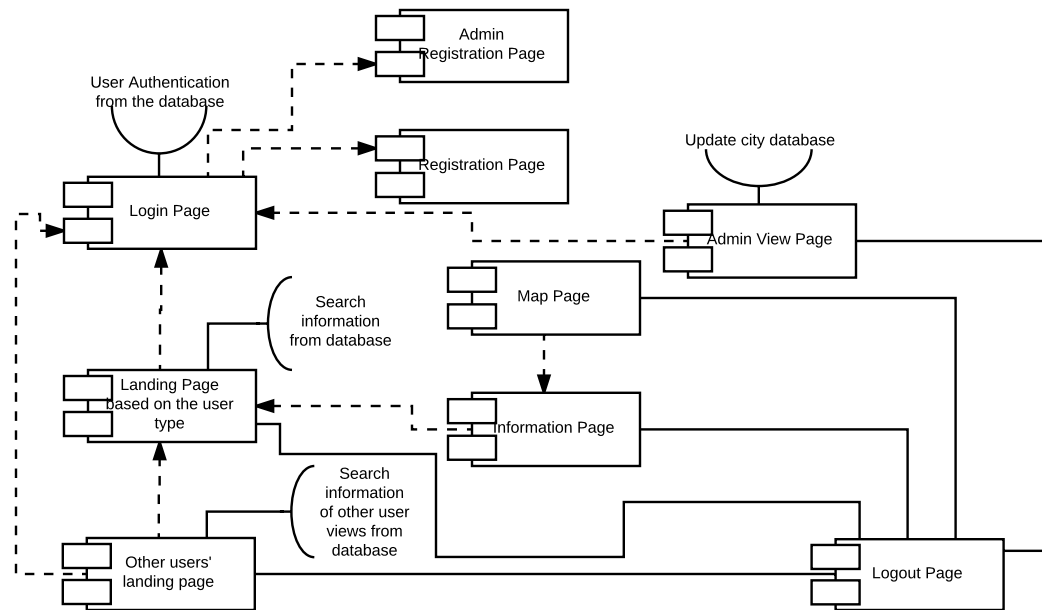 Admin
Registration Page
User Authentication
from the database
Registration Page
Update city database
Login Page
Admin View Page
Map Page
Search
information
from database
Landing Page
based on the user
type
Information Page
Search
information
of other user
views from
database
Other users'
landing page
Logout Page